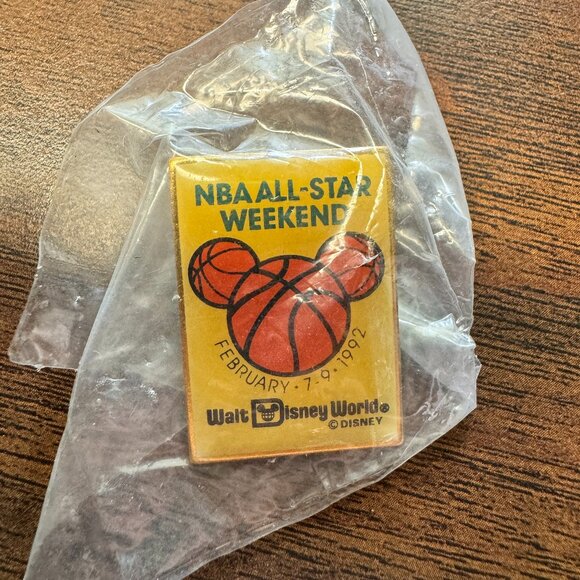 NBA ALL-STAR
WEEKEND
FEBRUARY • 7-9 • 1992
Walt Disney World®
© DISNEY